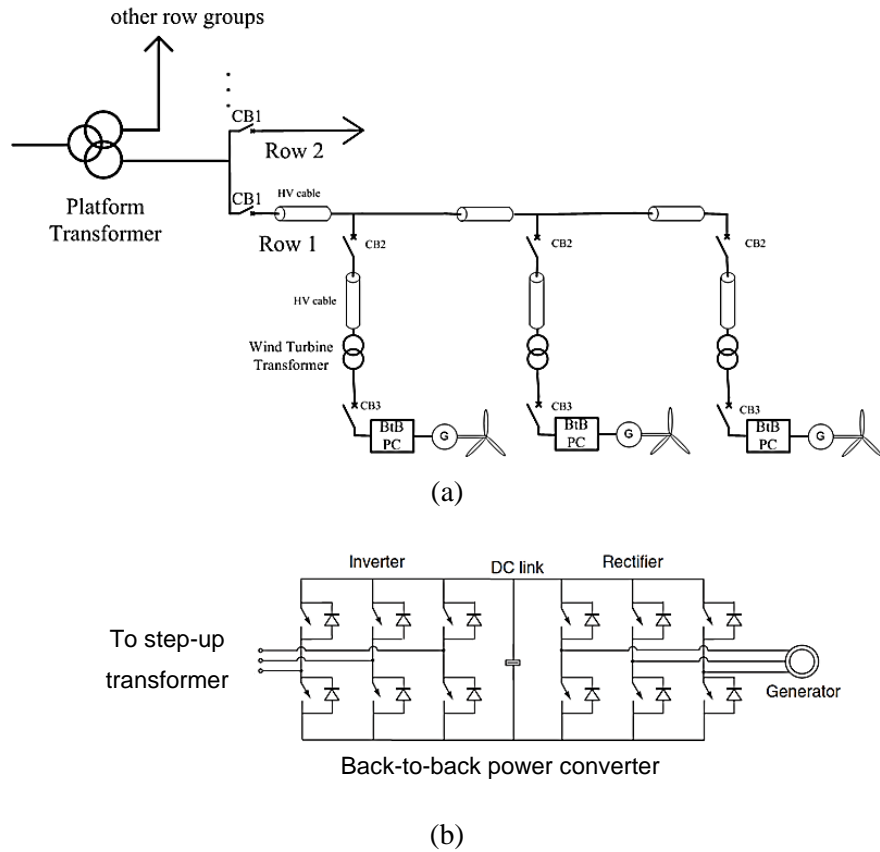 other row groups
CB1
Row 2
Platform
Transformer
CB1
HV cable
Row 1
CB2
CB2
CB2
HV cable
Wind Turbine
Transformer
CB3
CB3
CB3
BtB
PC
G
BtB
PC
G
BtB
PC
G
(a)
Inverter
DC link
Rectifier
To step-up
transformer
Generator
Back-to-back power converter
(b)